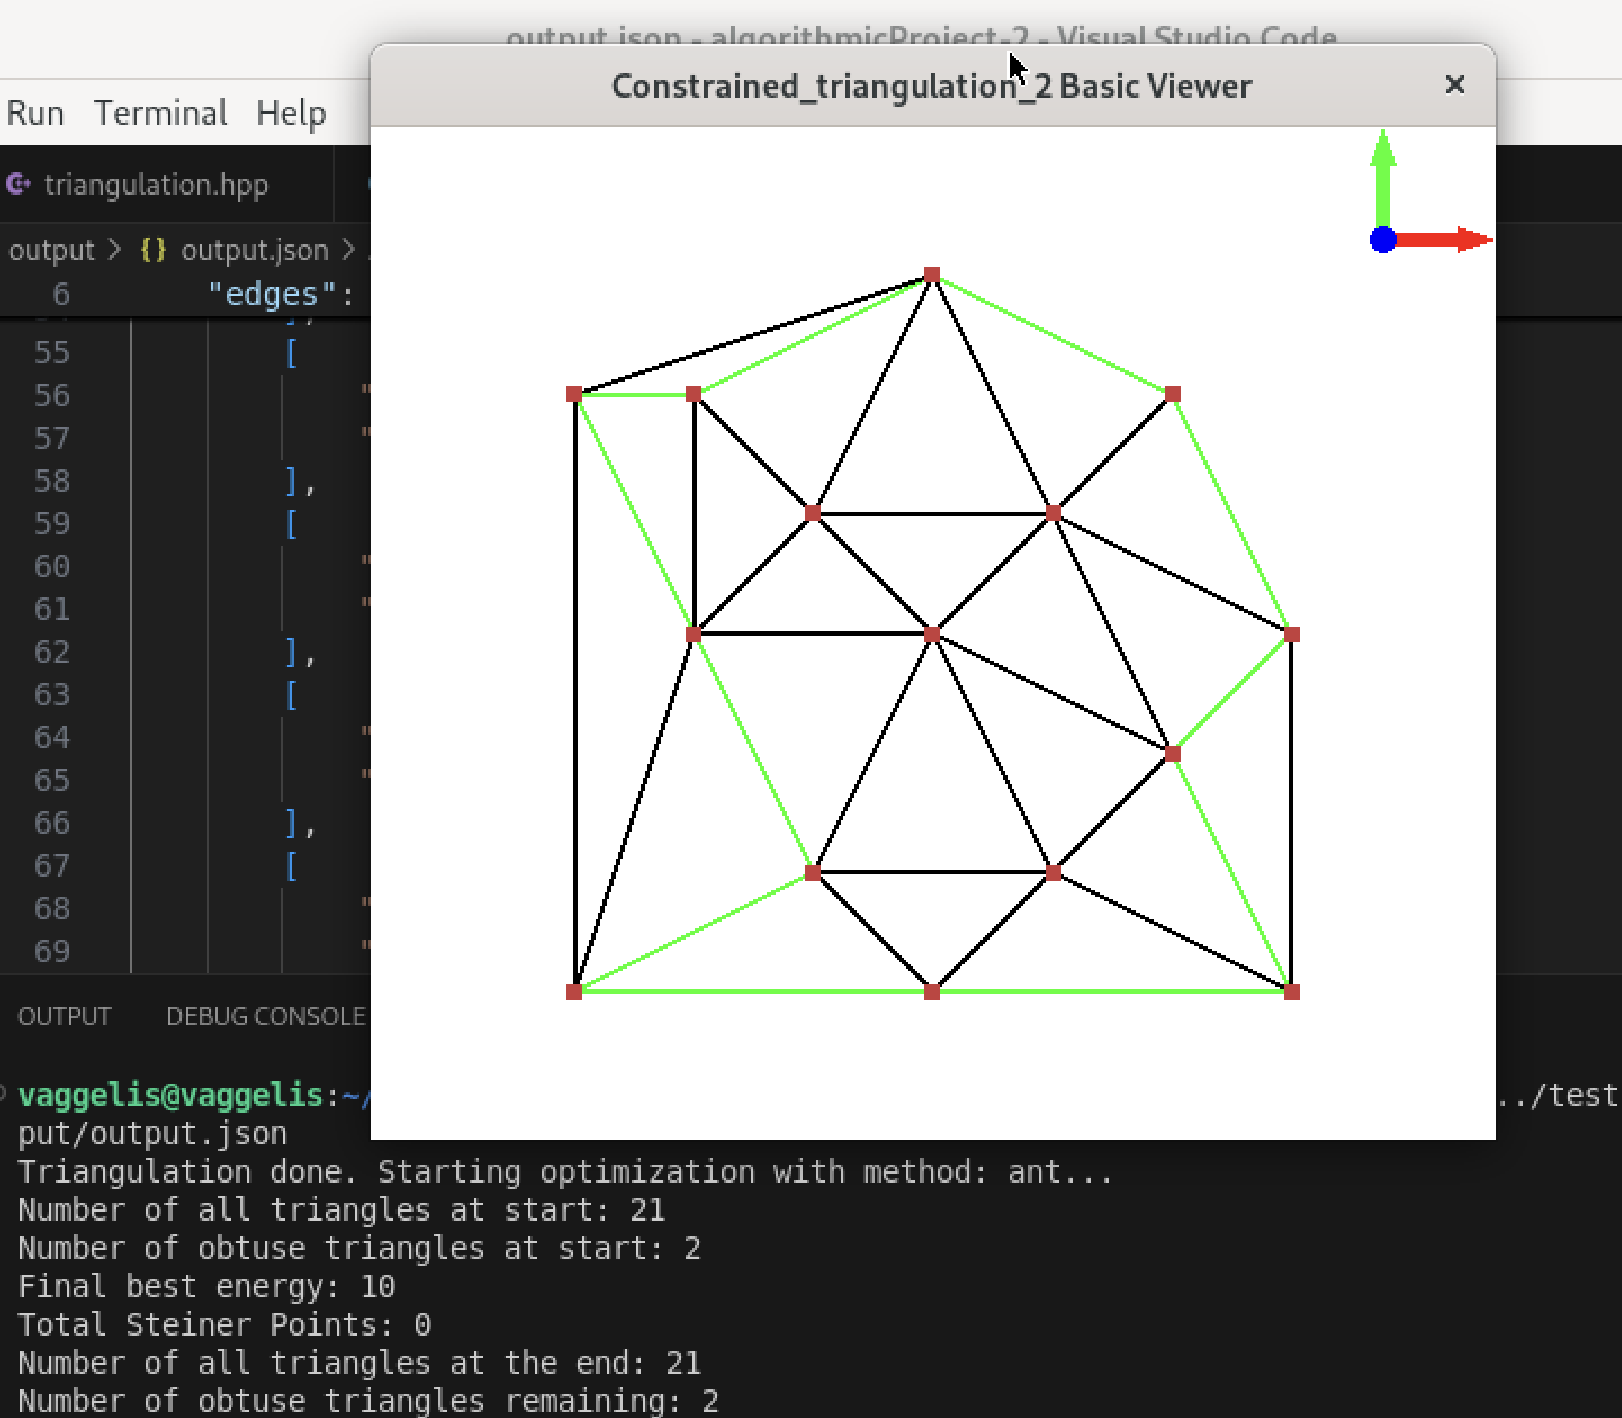 output.json - algorithmicProject-2 - Visual Studio Code
Constrained_triangulation_2 Basic Viewer
Run Terminal Help
triangulation.hpp
output > {} output.json >
6 "edges":
55 [
56 "
57 "
58 ],
59 [
60 "
61 "
62 ],
63 [
64 "
65 "
66 ],
67 [
68 "
69 "
OUTPUT DEBUG CONSOLE
vaggelis@vaggelis:~/ ../test
put/output.json
Triangulation done. Starting optimization with method: ant...
Number of all triangles at start: 21
Number of obtuse triangles at start: 2
Final best energy: 10
Total Steiner Points: 0
Number of all triangles at the end: 21
Number of obtuse triangles remaining: 2